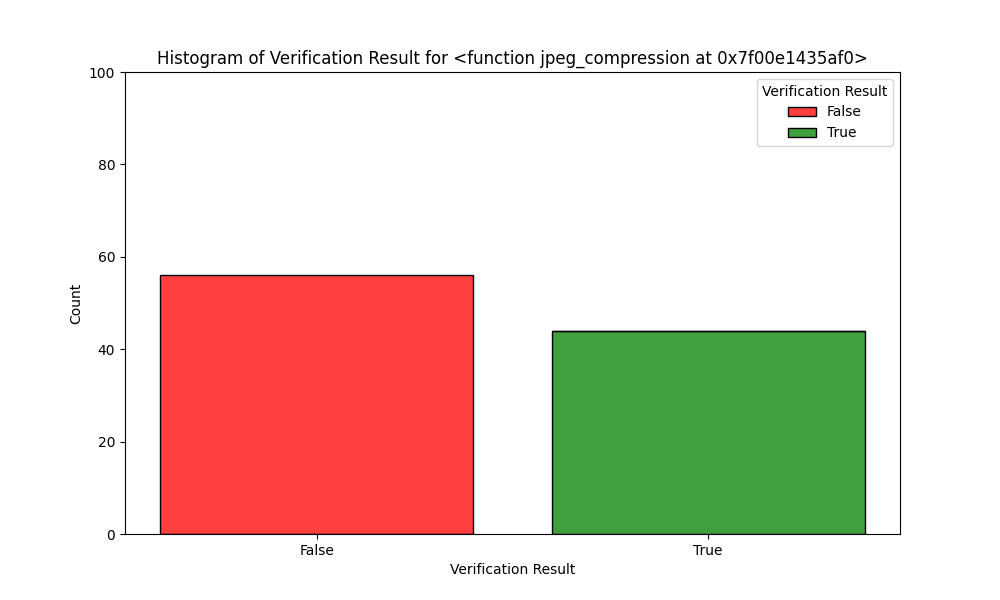 Histogram of Verification Result for <function jpeg_compression at 0x7f00e1435af0>
100
80
60
40
20
0
Count
Verification Result
False
True
False
True
Verification Result